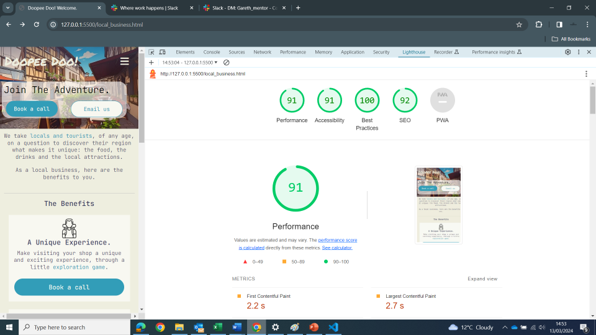 Doopee Doo! Welcome
Where work happens | Slack
Slack - DM: Gareth_mentor - C
127.0.0.1:5500/local_business.html
All Bookmarks
Doopee Doo!
Join The Adventure.
Book a call
Email us
We take locals and tourists, of any age, on a question to discover their region what makes it unique: the food, the drinks and the local attractions.
As a local business, here are the benefits to you.
The Benefits
A Unique Experience.
Make visiting your shop a unique and exciting experience, through a little exploration game.
Book a call
Elements Console Sources Network Performance Memory Application Security Lighthouse Recorder Performance insights
14:53:04 - 127.0.0.1:5500
http://127.0.0.1:5500/local_business.html
91 91 100 92
Performance Accessibility Best Practices SEO PWA
91
Performance
Values are estimated and may vary. The performance score
is calculated directly from these metrics. See calculator.
0–49 50–89 90–100
METRICS
Expand view
First Contentful Paint
2.2 s
Largest Contentful Paint
2.7 s
Type here to search
12°C Cloudy
14:53
13/03/2024